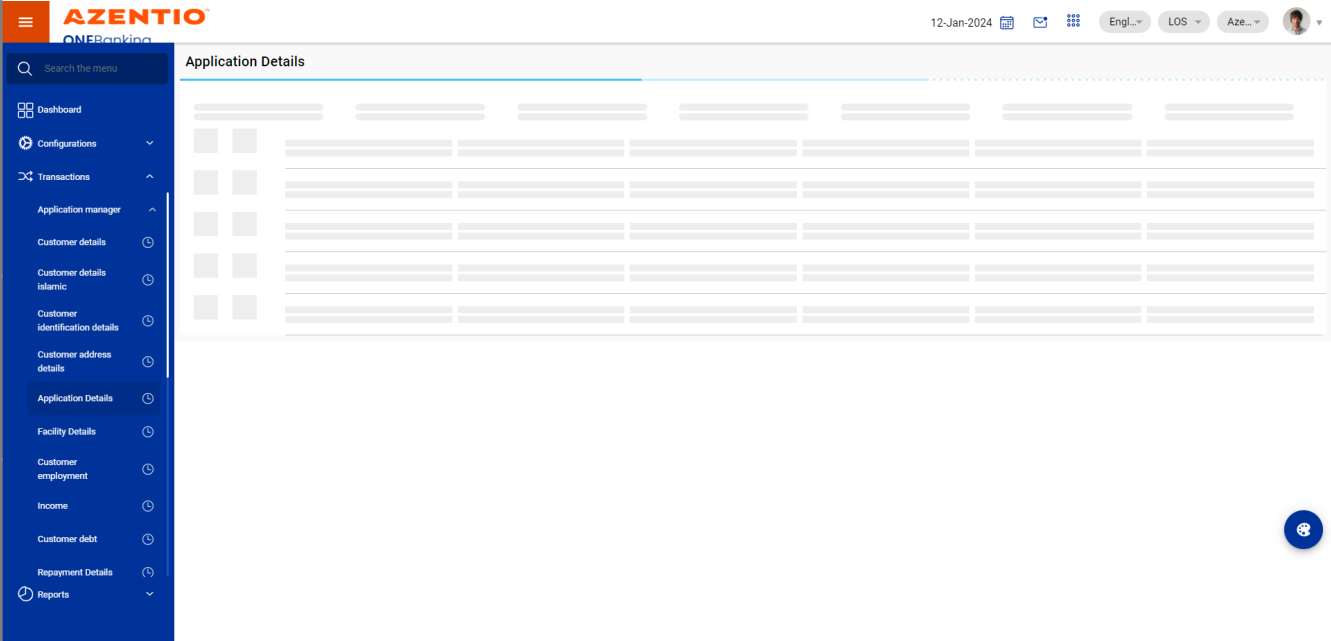 AZENTIO™
ONEBanking
12-Jan-2024
Engl...
LOS
Aze...
Search the menu
Application Details
Dashboard
Configurations
Transactions
Application manager
Customer details
Customer details
islamic
Customer
identification details
Customer address
details
Application Details
Facility Details
Customer
employment
Income
Customer debt
Repayment Details
Reports